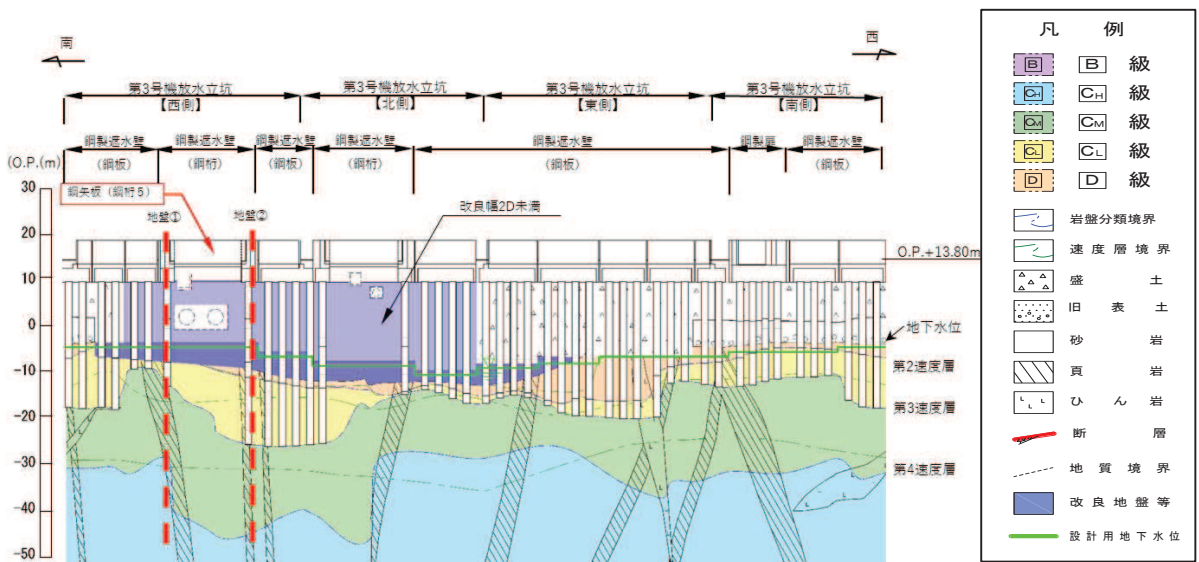 南
西
第3号機放水立坑
【西側】
第3号機放水立坑
【北側】
第3号機放水立坑
【東側】
第3号機放水立坑
【南側】
鋼製遮水壁
(鋼板)
鋼製遮水壁
(鋼桁)
鋼製遮水壁
(鋼板)
鋼製遮水壁
(鋼桁)
鋼製遮水壁
(鋼板)
鋼製扉
鋼製遮水壁
(鋼板)
(O.P.(m)
30
20
10
0
-10
-20
-30
-40
-50
鋼矢板（鋼桁5）
地盤①
地盤②
改良幅2D未満
O.P.+13.80m
地下水位
第2速度層
第3速度層
第4速度層
凡 例
B B 級
CH CH 級
CM CM 級
CL CL 級
D D 級
岩盤分類境界
速度層境界
盛 土
旧 表 土
砂 岩
頁 岩
ひ ん 岩
断 層
地質境界
改良地盤等
設計用地下水位